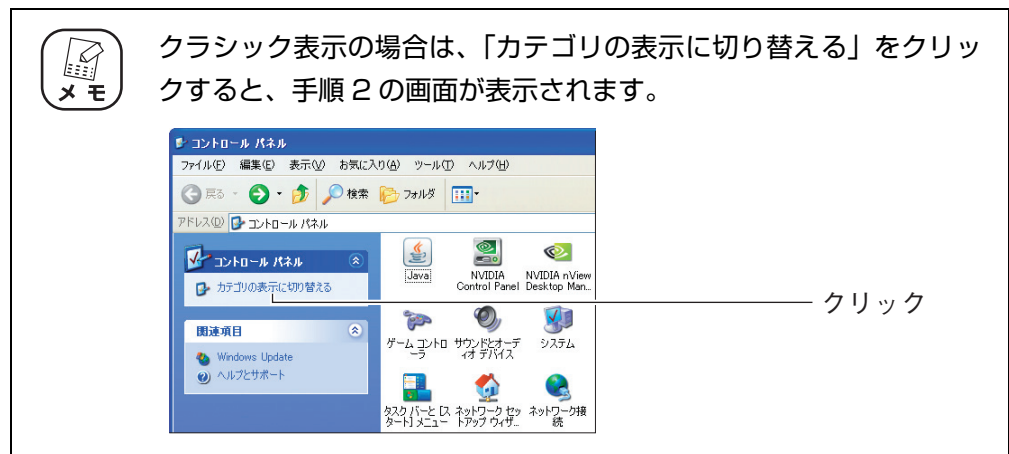 クラシック表示の場合は、「カテゴリの表示に切り替える」をクリッ
クすると、手順 2 の画面が表示されます。
メモ
コントロール パネル
ファイル(F) 編集(E) 表示(V) お気に入り(A) ツール(T) ヘルプ(H)
戻る 検索 フォルダ
アドレス(D) コントロール パネル
コントロール パネル
カテゴリの表示に切り替える
関連項目
Windows Update
ヘルプとサポート
Java
NVIDIA
Control Panel
NVIDIA nView
Desktop Man...
ゲーム コントロ
ーラ
サウンドとオーデ
ィオ デバイス
システム
タスク バーと [ス
タート] メニュー
ネットワーク セッ
トアップ ウィザ...
ネットワーク接
続
クリック